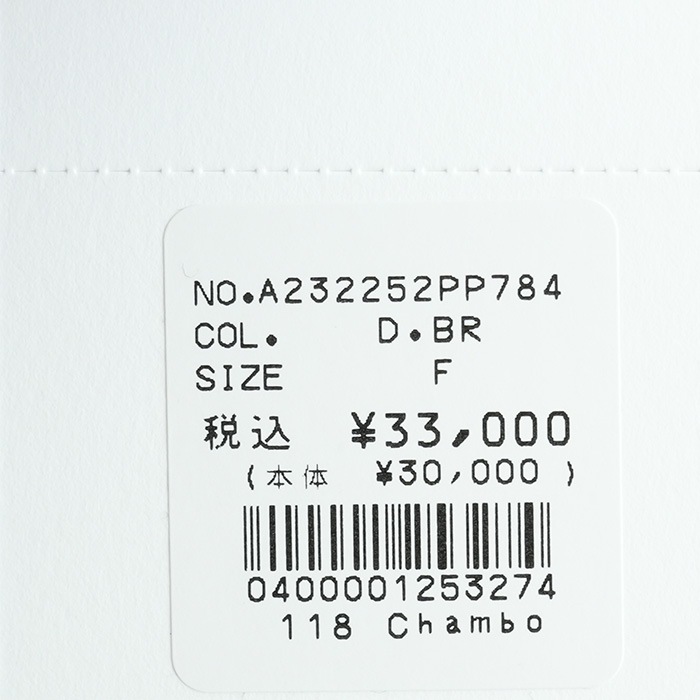 NO.A232252PP784
COL. D.BR
SIZE F
税込 ¥33,000
(本体 ¥30,000 )
0400001253274
118 Chambo